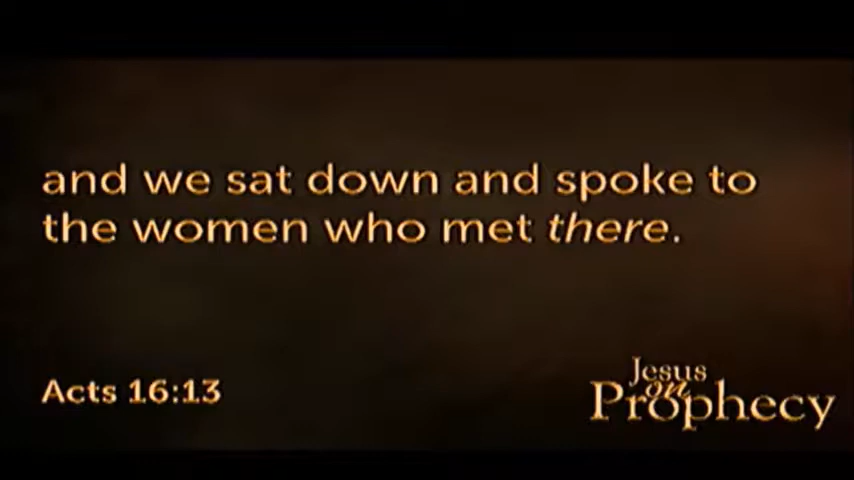 and we sat down and spoke to
the women who met there.
Acts 16:13
Jesus
on
Prophecy